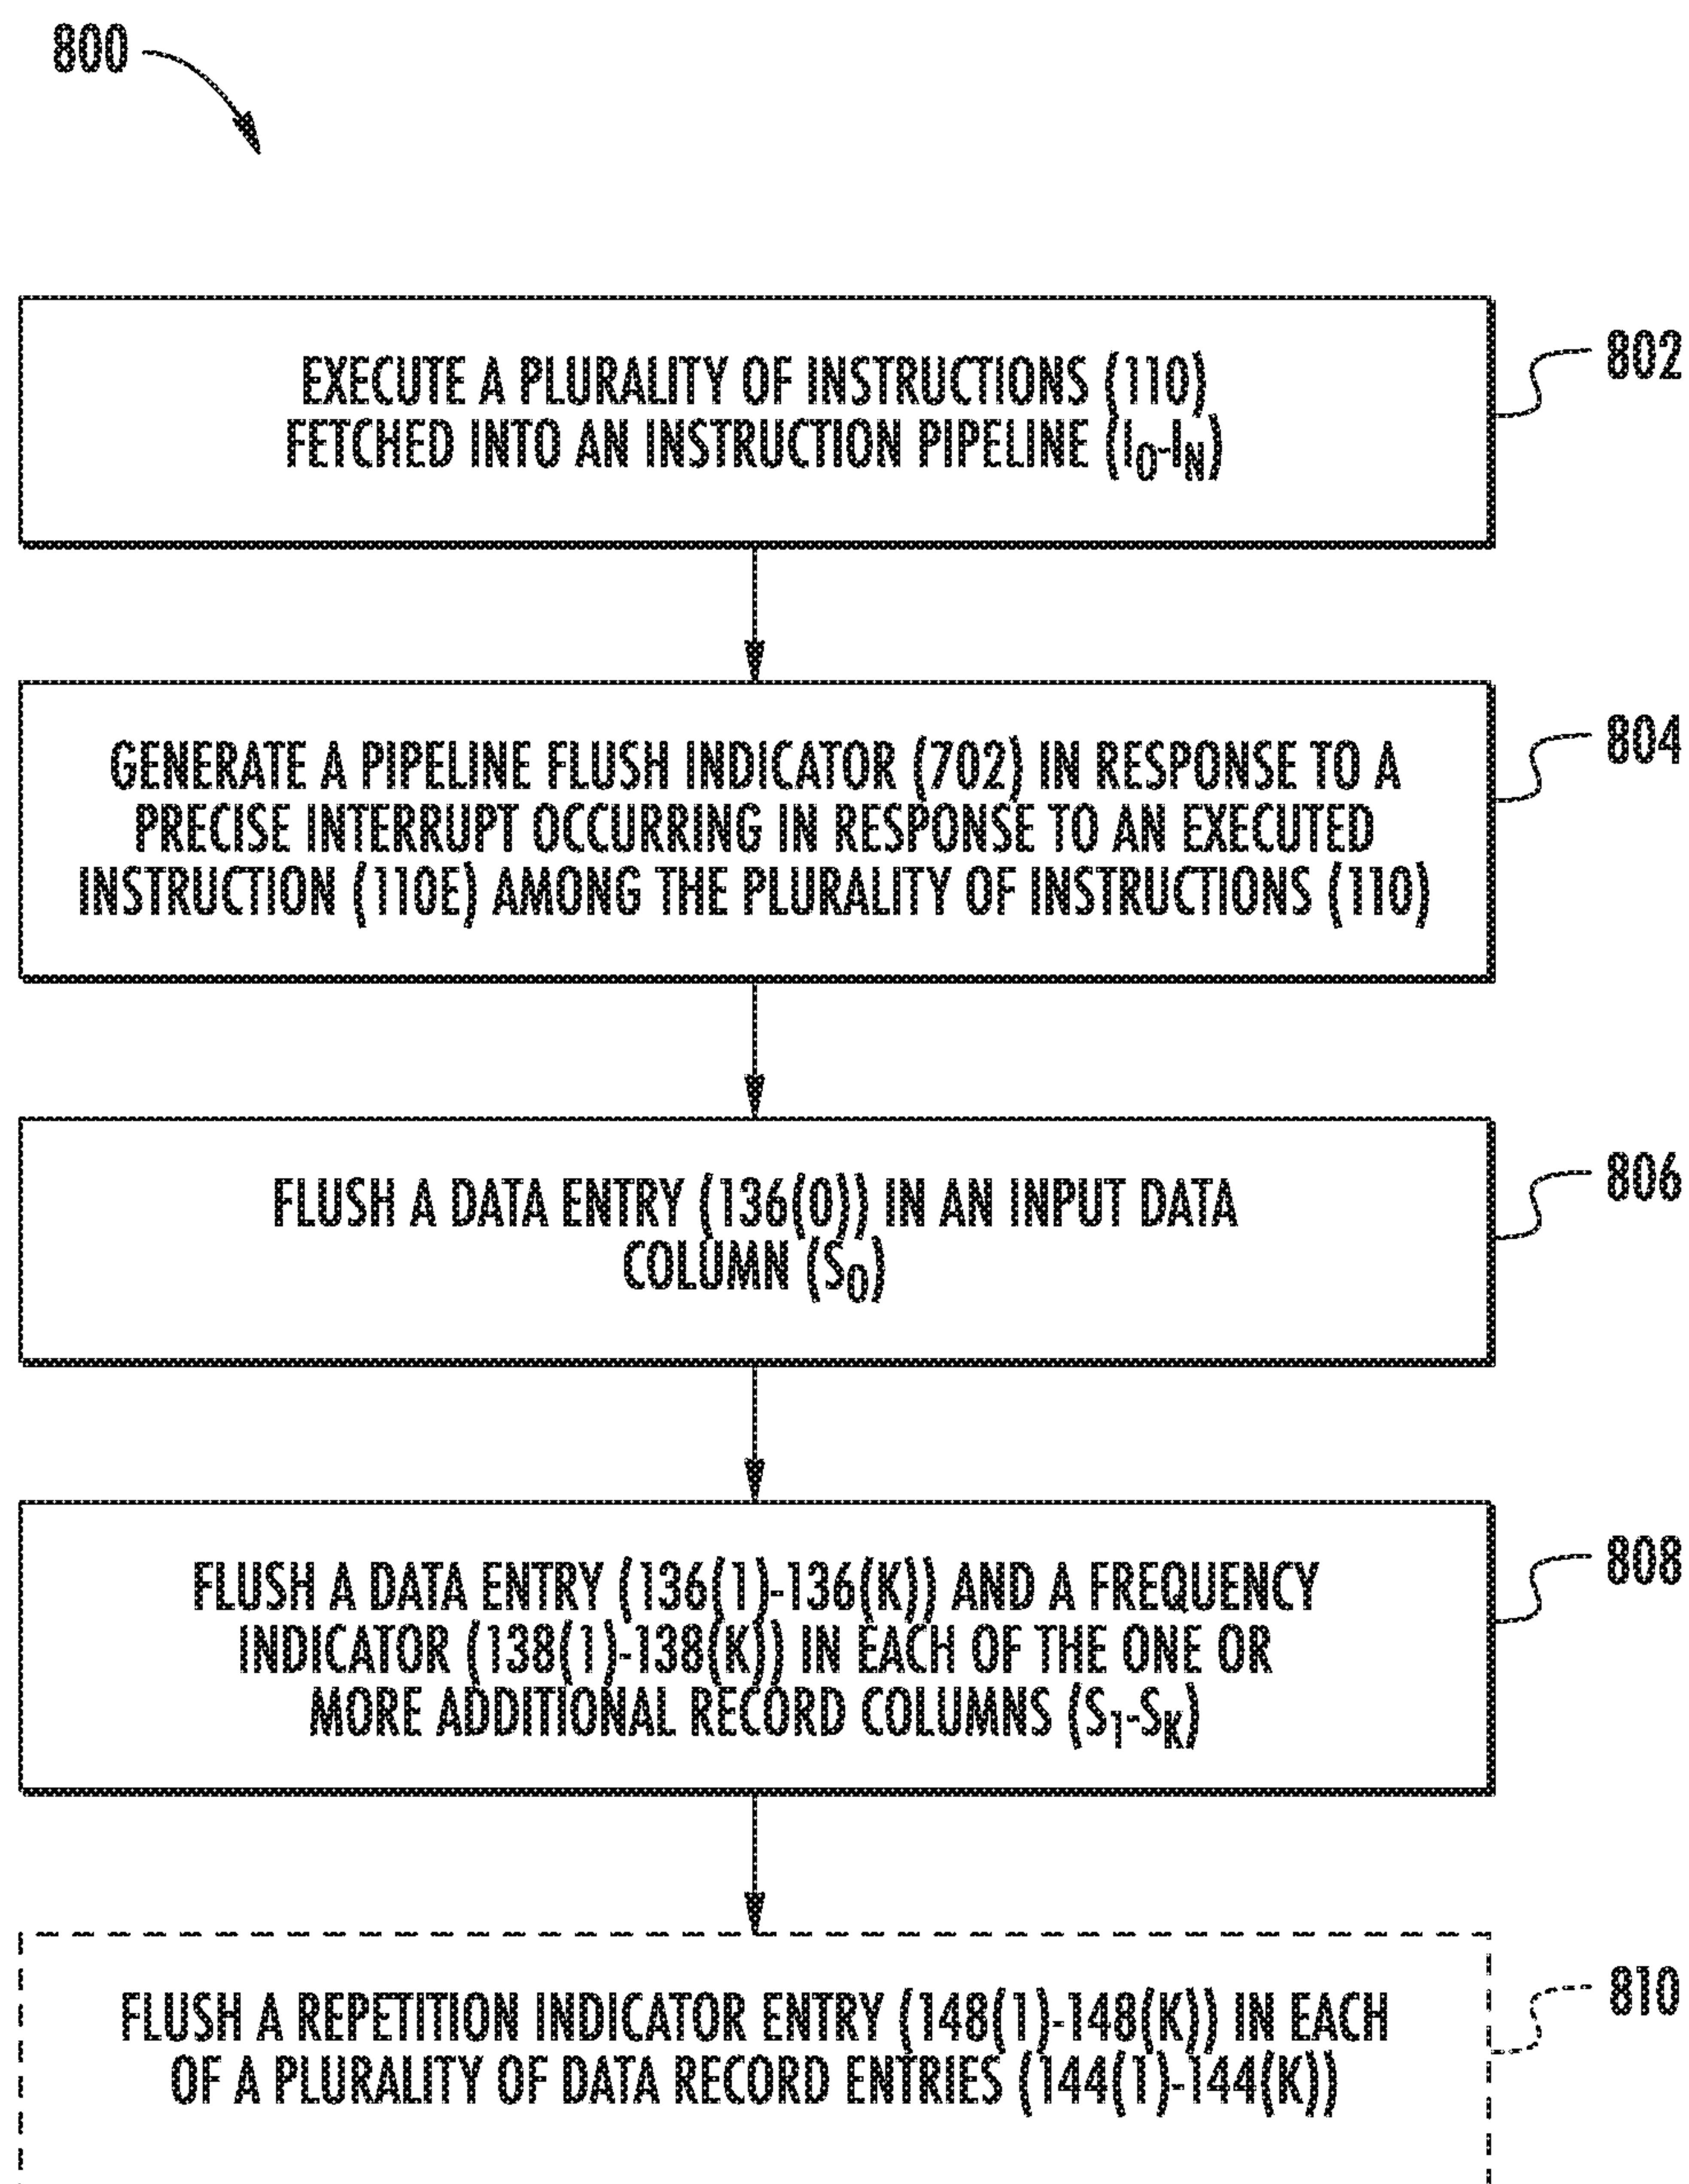 800
EXECUTE A PLURALITY OF INSTRUCTIONS (110)
FETCHED INTO AN INSTRUCTION PIPELINE (I0-IN)
802
GENERATE A PIPELINE FLUSH INDICATOR (702) IN RESPONSE TO A
PRECISE INTERRUPT OCCURRING IN RESPONSE TO AN EXECUTED
INSTRUCTION (110E) AMONG THE PLURALITY OF INSTRUCTIONS (110)
804
FLUSH A DATA ENTRY (136(0)) IN AN INPUT DATA
COLUMN (S0)
806
FLUSH A DATA ENTRY (136(1)-136(K)) AND A FREQUENCY
INDICATOR (138(1)-138(K)) IN EACH OF THE ONE OR
MORE ADDITIONAL RECORD COLUMNS (S1-SK)
808
FLUSH A REPETITION INDICATOR ENTRY (148(1)-148(K)) IN EACH
OF A PLURALITY OF DATA RECORD ENTRIES (144(1)-144(K))
810